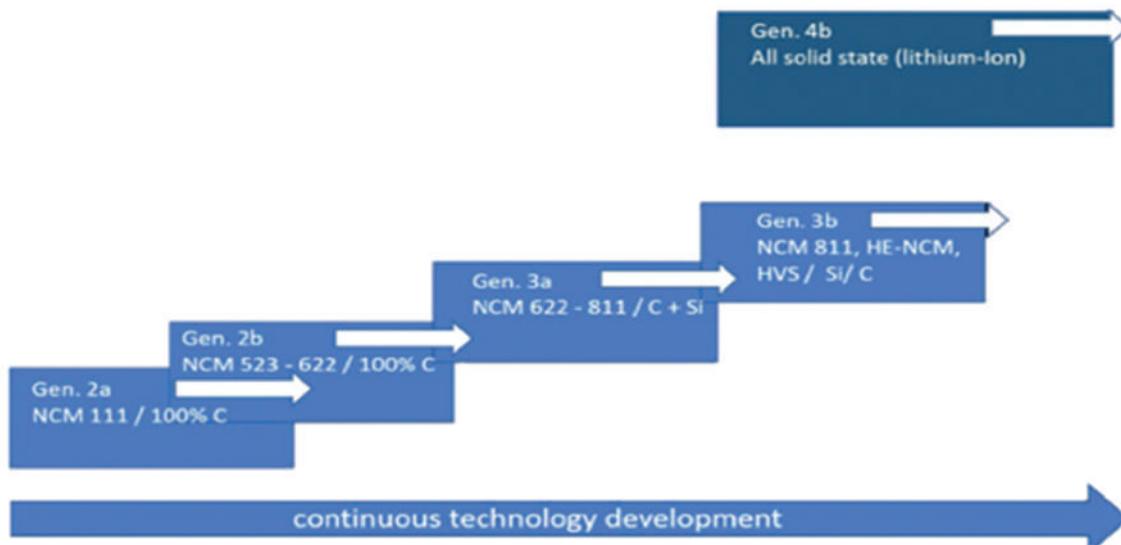 Gen. 4b
All solid state (lithium-Ion)
Gen. 3b
NCM 811, HE-NCM,
HVS / Si/ C
Gen. 3a
NCM 622 - 811 / C + Si
Gen. 2b
NCM 523 - 622 / 100% C
Gen. 2a
NCM 111 / 100% C
continuous technology development